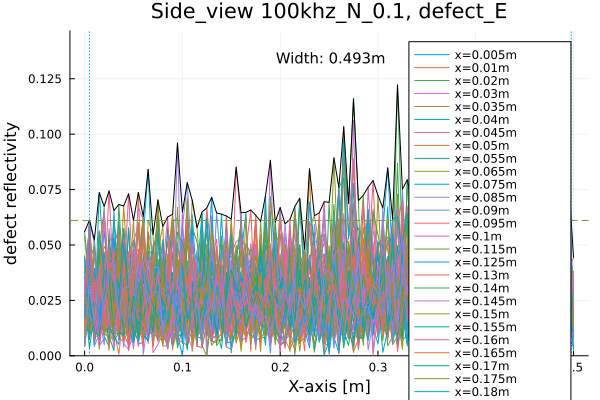 Side_view 100khz_N_0.1, defect_E
Width: 0.493m
defect reflectivity
0.125
0.100
0.075
0.050
0.025
0.000
0.0
0.1
0.2
0.3
.5
X-axis [m]
x=0.005m
x=0.01m
x=0.02m
x=0.03m
x=0.035m
x=0.04m
x=0.045m
x=0.05m
x=0.055m
x=0.065m
x=0.075m
x=0.085m
x=0.09m
x=0.095m
x=0.1m
x=0.115m
x=0.125m
x=0.13m
x=0.14m
x=0.145m
x=0.15m
x=0.155m
x=0.16m
x=0.165m
x=0.17m
x=0.175m
x=0.18m